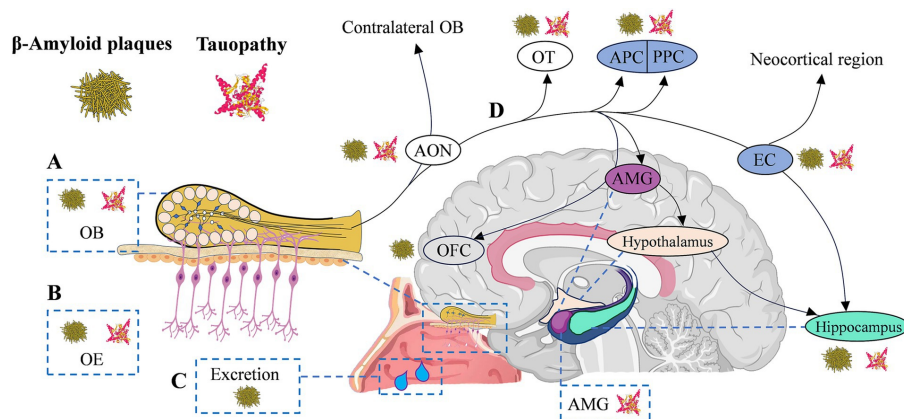 β-Amyloid plaques
Tauopathy
Contralateral OB
OT
APC PPC
Neocortical region
D
A
AON
EC
OB
AMG
OFC
Hypothalamus
B
OE
C
Excretion
Hippocampus
AMG